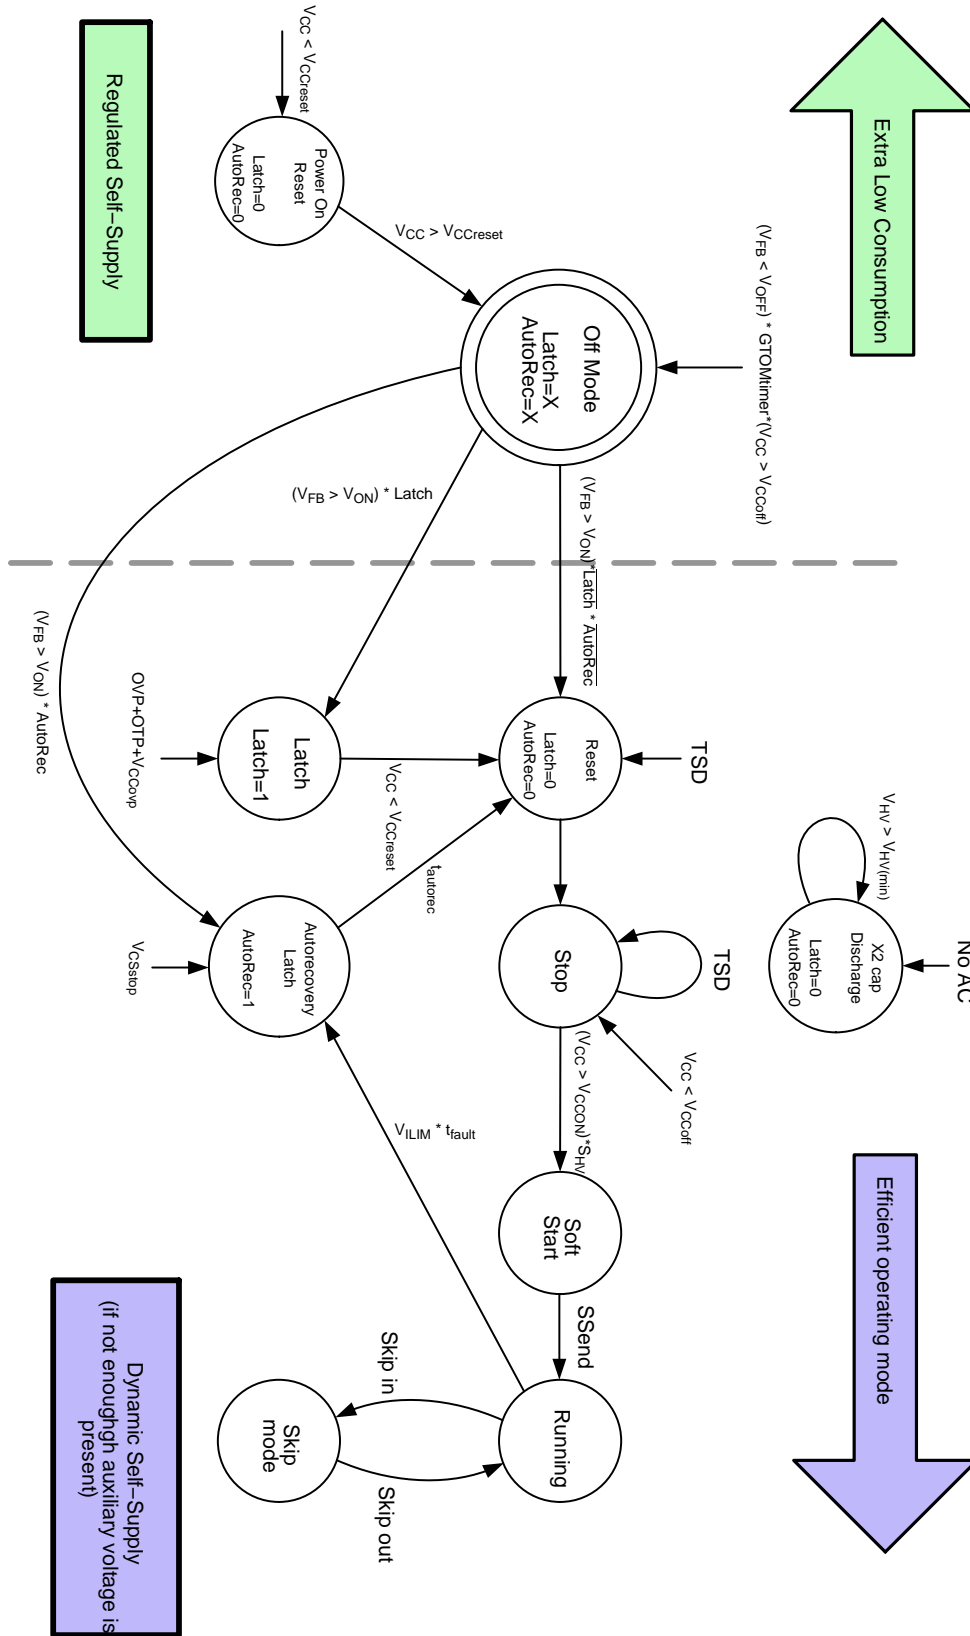 Extra Low Consumption
Efficient operating mode
(VFB < VOFF) * GTOMtimer*(VCC > VCCoff)
No AC
VHV > VHV(min)
X2 cap
Discharge
Latch=0
AutoRec=0
VCC < VCCreset
Power On
Reset
Latch=0
AutoRec=0
VCC > VCCreset
Off Mode
Latch=X
AutoRec=X
(VFB > VON)*Latch * AutoRec
TSD
Reset
Latch=0
AutoRec=0
TSD
Stop
VCC < VCCoff
(VCC > VCCON)*SHV
Soft
Start
SSend
Running
(VFB > VON) * Latch
Latch
Latch=1
OVP+OTP+VCCovp
VCC < VCCreset
tautorec
(VFB > VON) * AutoRec
Autorecovery
Latch
AutoRec=1
VCSstop
VILIM * tfault
Skip in
Skip out
Skip
mode
Regulated Self−Supply
Dynamic Self−Supply
(if not enoughgh auxiliary voltage is
present)